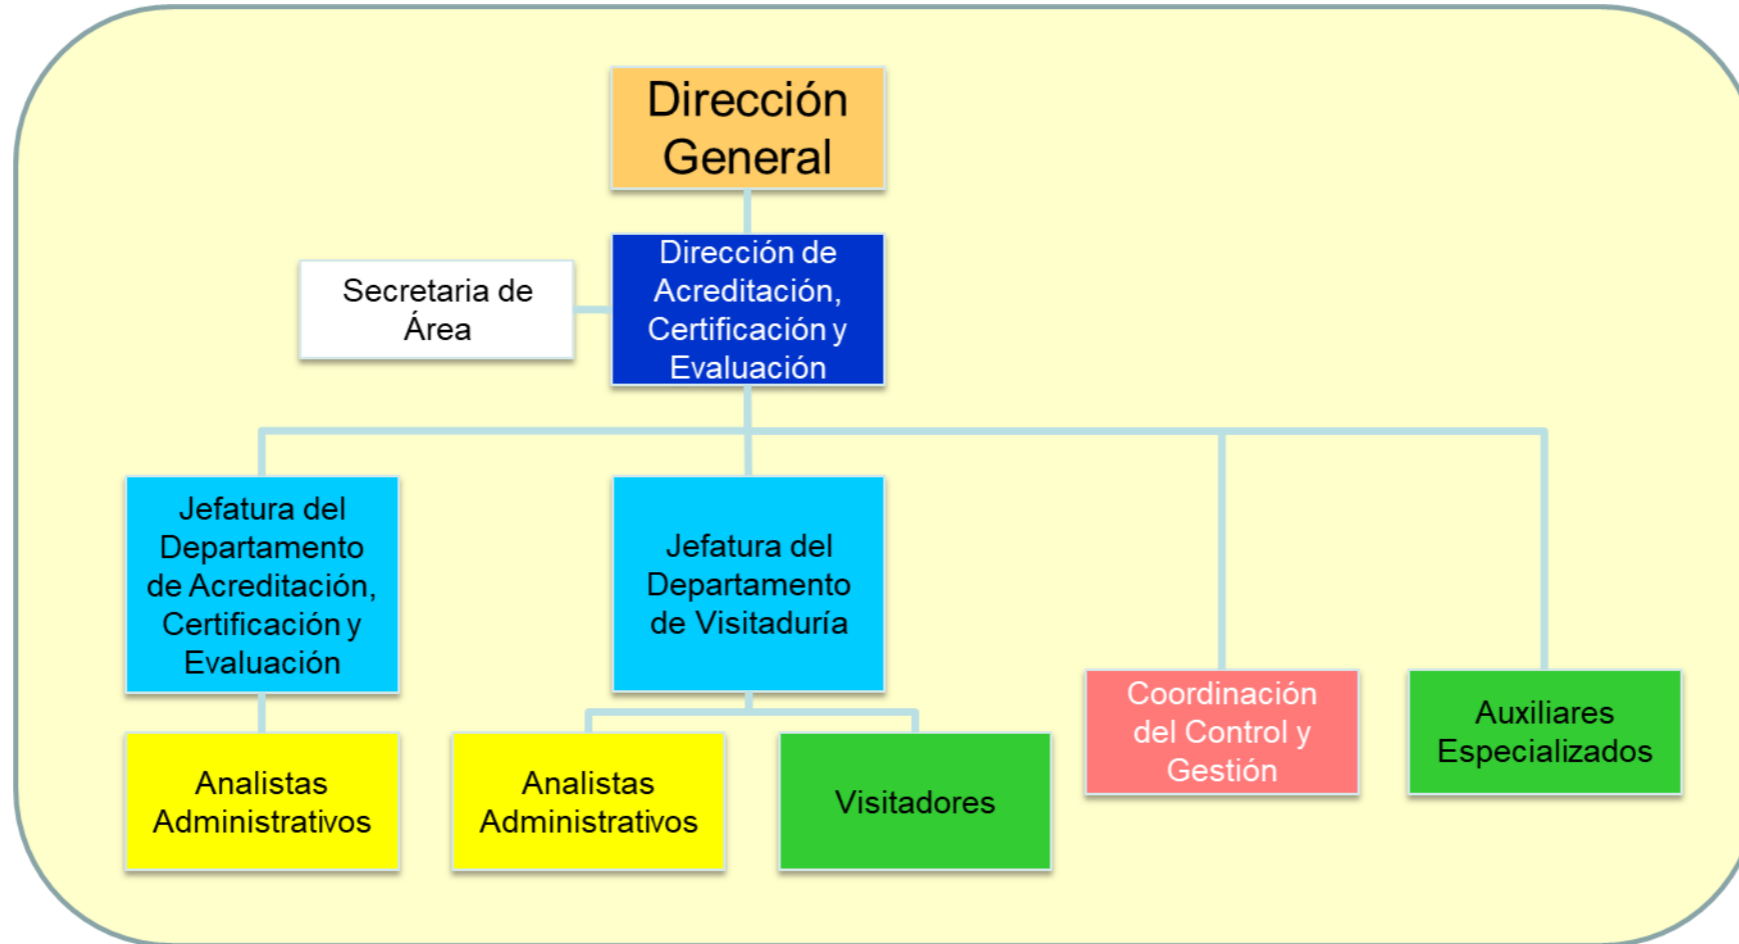 Dirección
General
Secretaria de
Área
Dirección de
Acreditación,
Certificación y
Evaluación
Jefatura del
Departamento
de Acreditación,
Certificación y
Evaluación
Jefatura del
Departamento
de Visitaduría
Coordinación
del Control y
Gestión
Auxiliares
Especializados
Analistas
Administrativos
Analistas
Administrativos
Visitadores